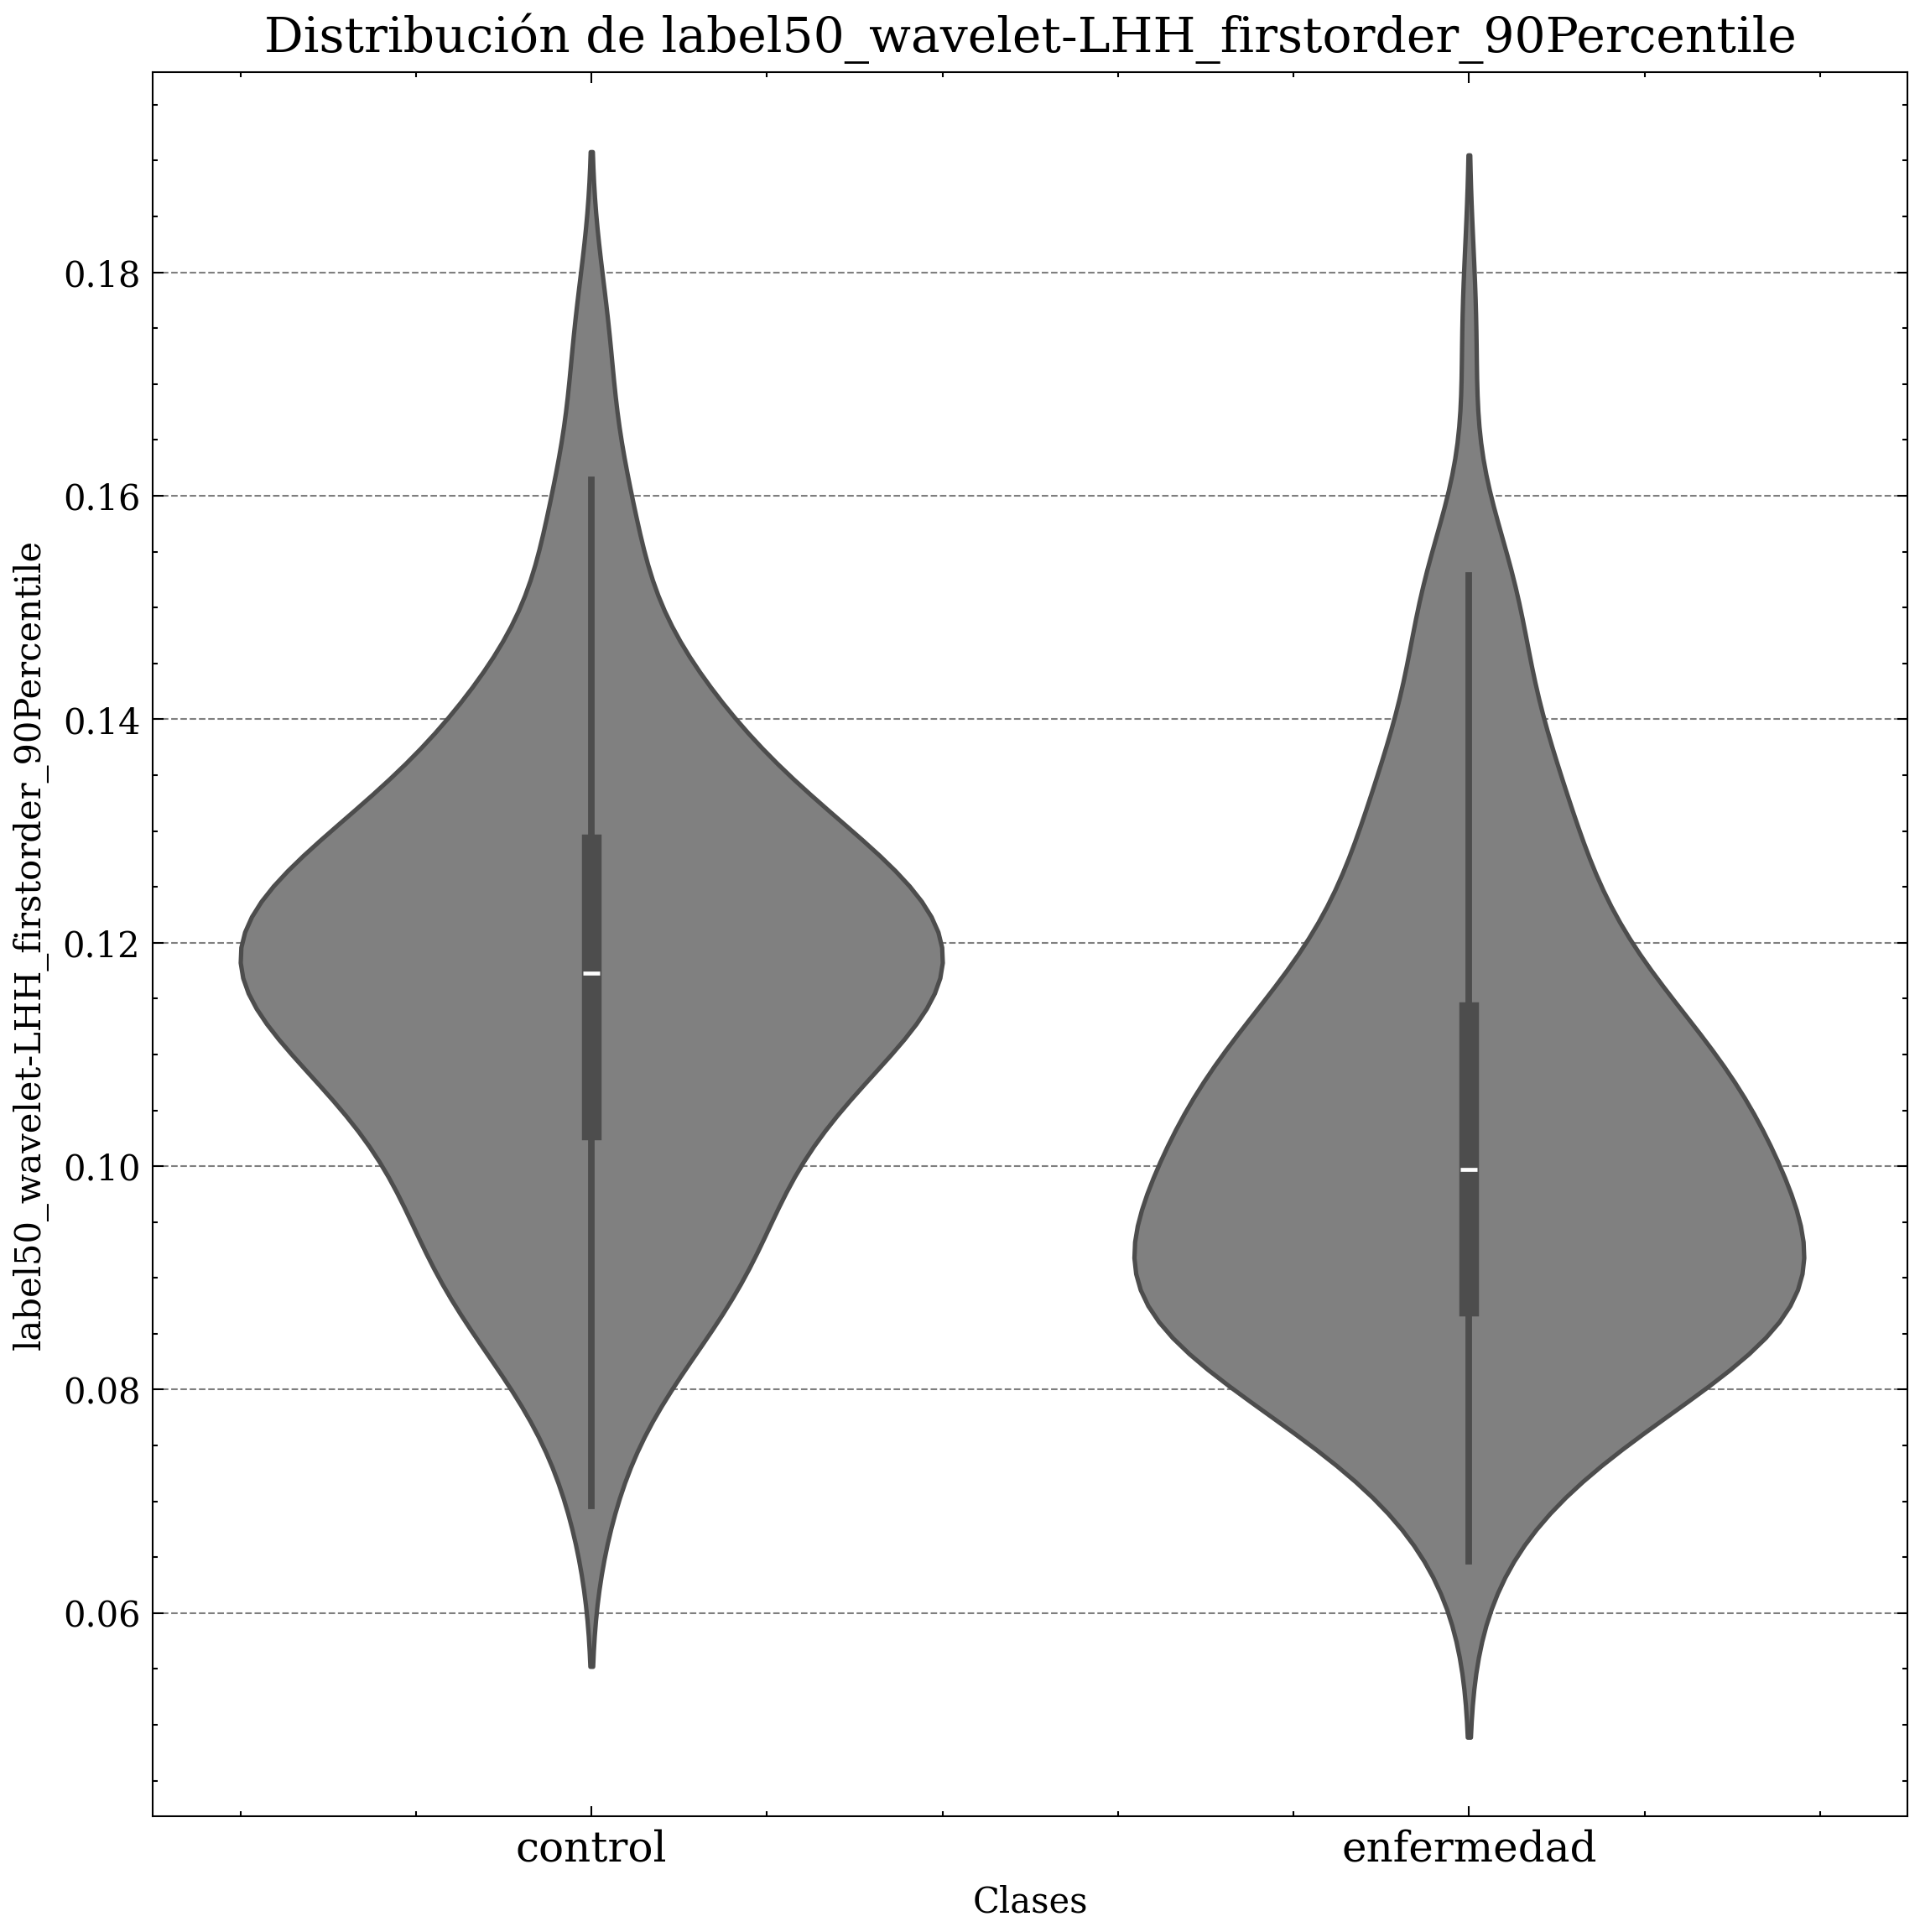 Distribución de label50_wavelet-LHH_firstorder_90Percentile
label50_wavelet-LHH_firstorder_90Percentile
0.18
0.16
0.14
0.12
0.10
0.08
0.06
control
enfermedad
Clases